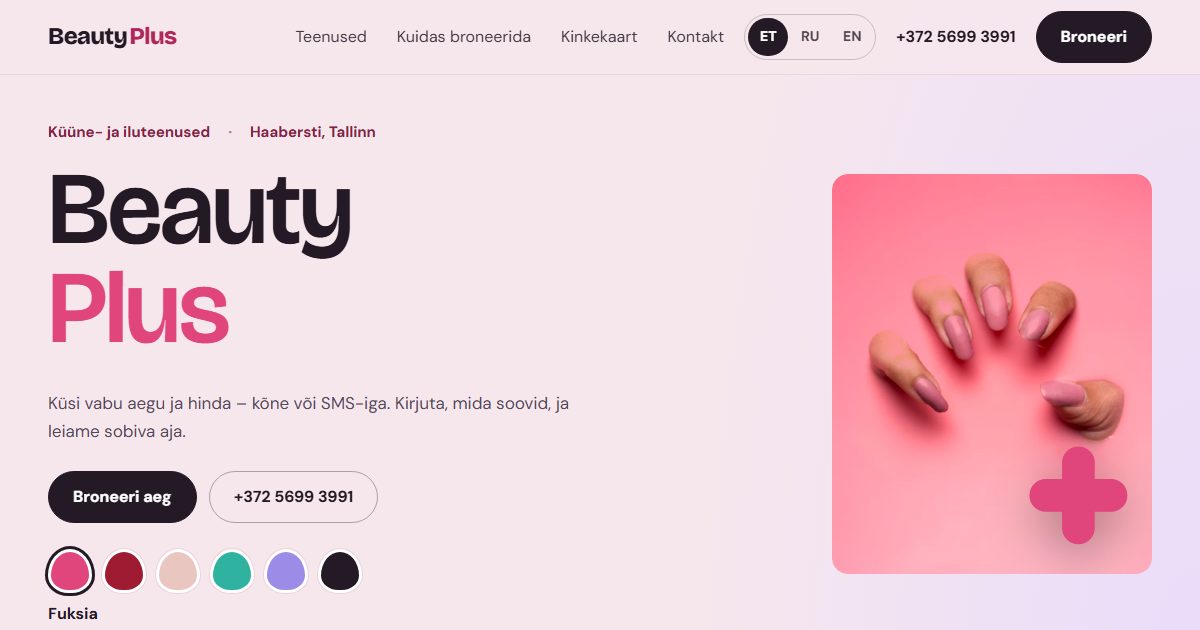 BeautyPlus
Teenused
Kuidas broneerida
Kinkekaart
Kontakt
ET
RU
EN
+372 5699 3991
Broneeri
Küüne- ja iluteenused · Haabersti, Tallinn
Beauty
Plus
Küsi vabu aegu ja hinda – kõne või SMS-iga. Kirjuta, mida soovid, ja
leiame sobiva aja.
Broneeri aeg
+372 5699 3991
Fuksia